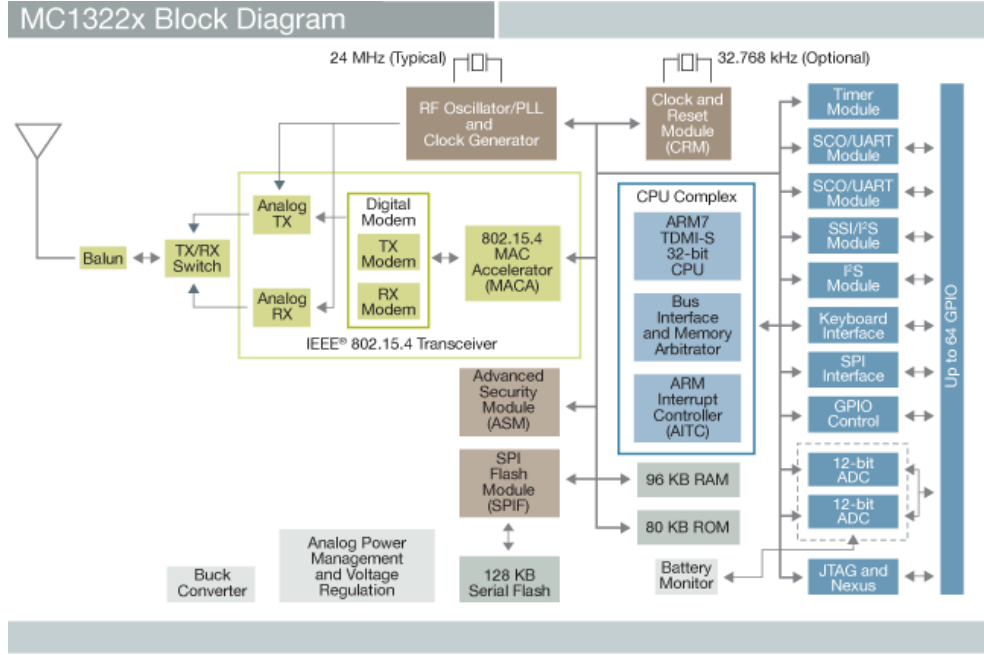 MC1322x Block Diagram
24 MHz (Typical)
32.768 kHz (Optional)
RF Oscillator/PLL
and
Clock Generator
Clock and
Reset
Module
(CRM)
Timer
Module
SCO/UART
Module
SCO/UART
Module
SSI/I²S
Module
I²S
Module
Keyboard
Interface
SPI
Interface
GPIO
Control
12-bit
ADC
12-bit
ADC
JTAG and
Nexus
Up to 64 GPIO
CPU Complex
ARM7
TDMI-S
32-bit
CPU
Bus
Interface
and Memory
Arbitrator
ARM
Interrupt
Controller
(AITC)
Balun
TX/RX
Switch
Analog
TX
Analog
RX
Digital
Modem
TX
Modem
RX
Modem
802.15.4
MAC
Accelerator
(MACA)
IEEE® 802.15.4 Transceiver
Advanced
Security
Module
(ASM)
SPI
Flash
Module
(SPIF)
96 KB RAM
80 KB ROM
Battery
Monitor
128 KB
Serial Flash
Analog Power
Management
and Voltage
Regulation
Buck
Converter